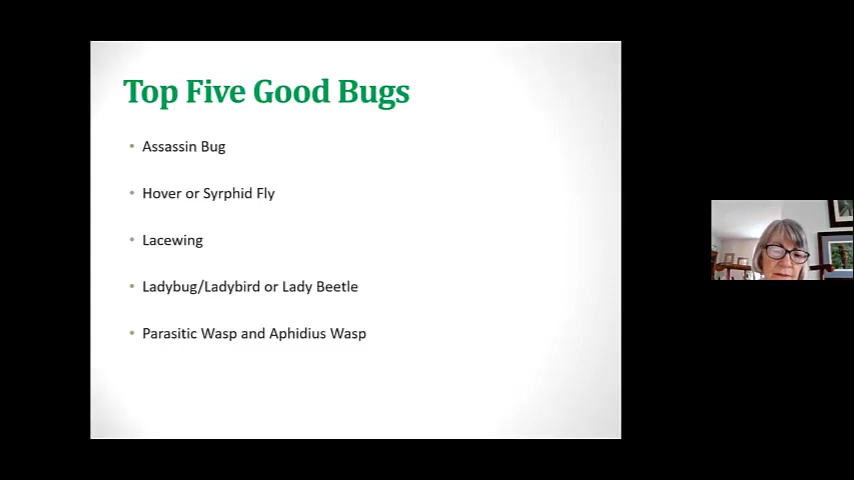 Top Five Good Bugs
• Assassin Bug
• Hover or Syrphid Fly
• Lacewing
• Ladybug/Ladybird or Lady Beetle
• Parasitic Wasp and Aphidius Wasp